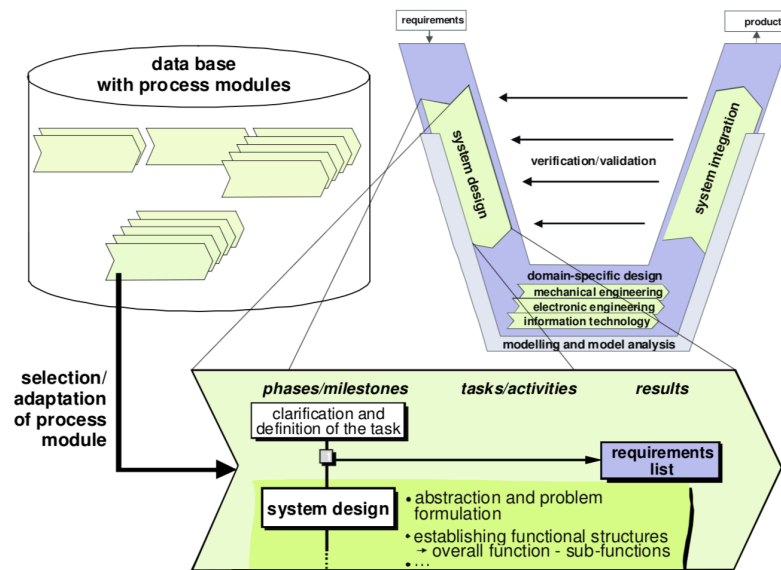 requirements
product
data base
with process modules
system design
verification/validation
system integration
domain-specific design
mechanical engineering
electronic engineering
information technology
modelling and model analysis
selection/
adaptation
of process
module
phases/milestones
tasks/activities
results
clarification and
definition of the task
requirements
list
system design
• abstraction and problem
formulation
• establishing functional structures
→ overall function - sub-functions
• ...